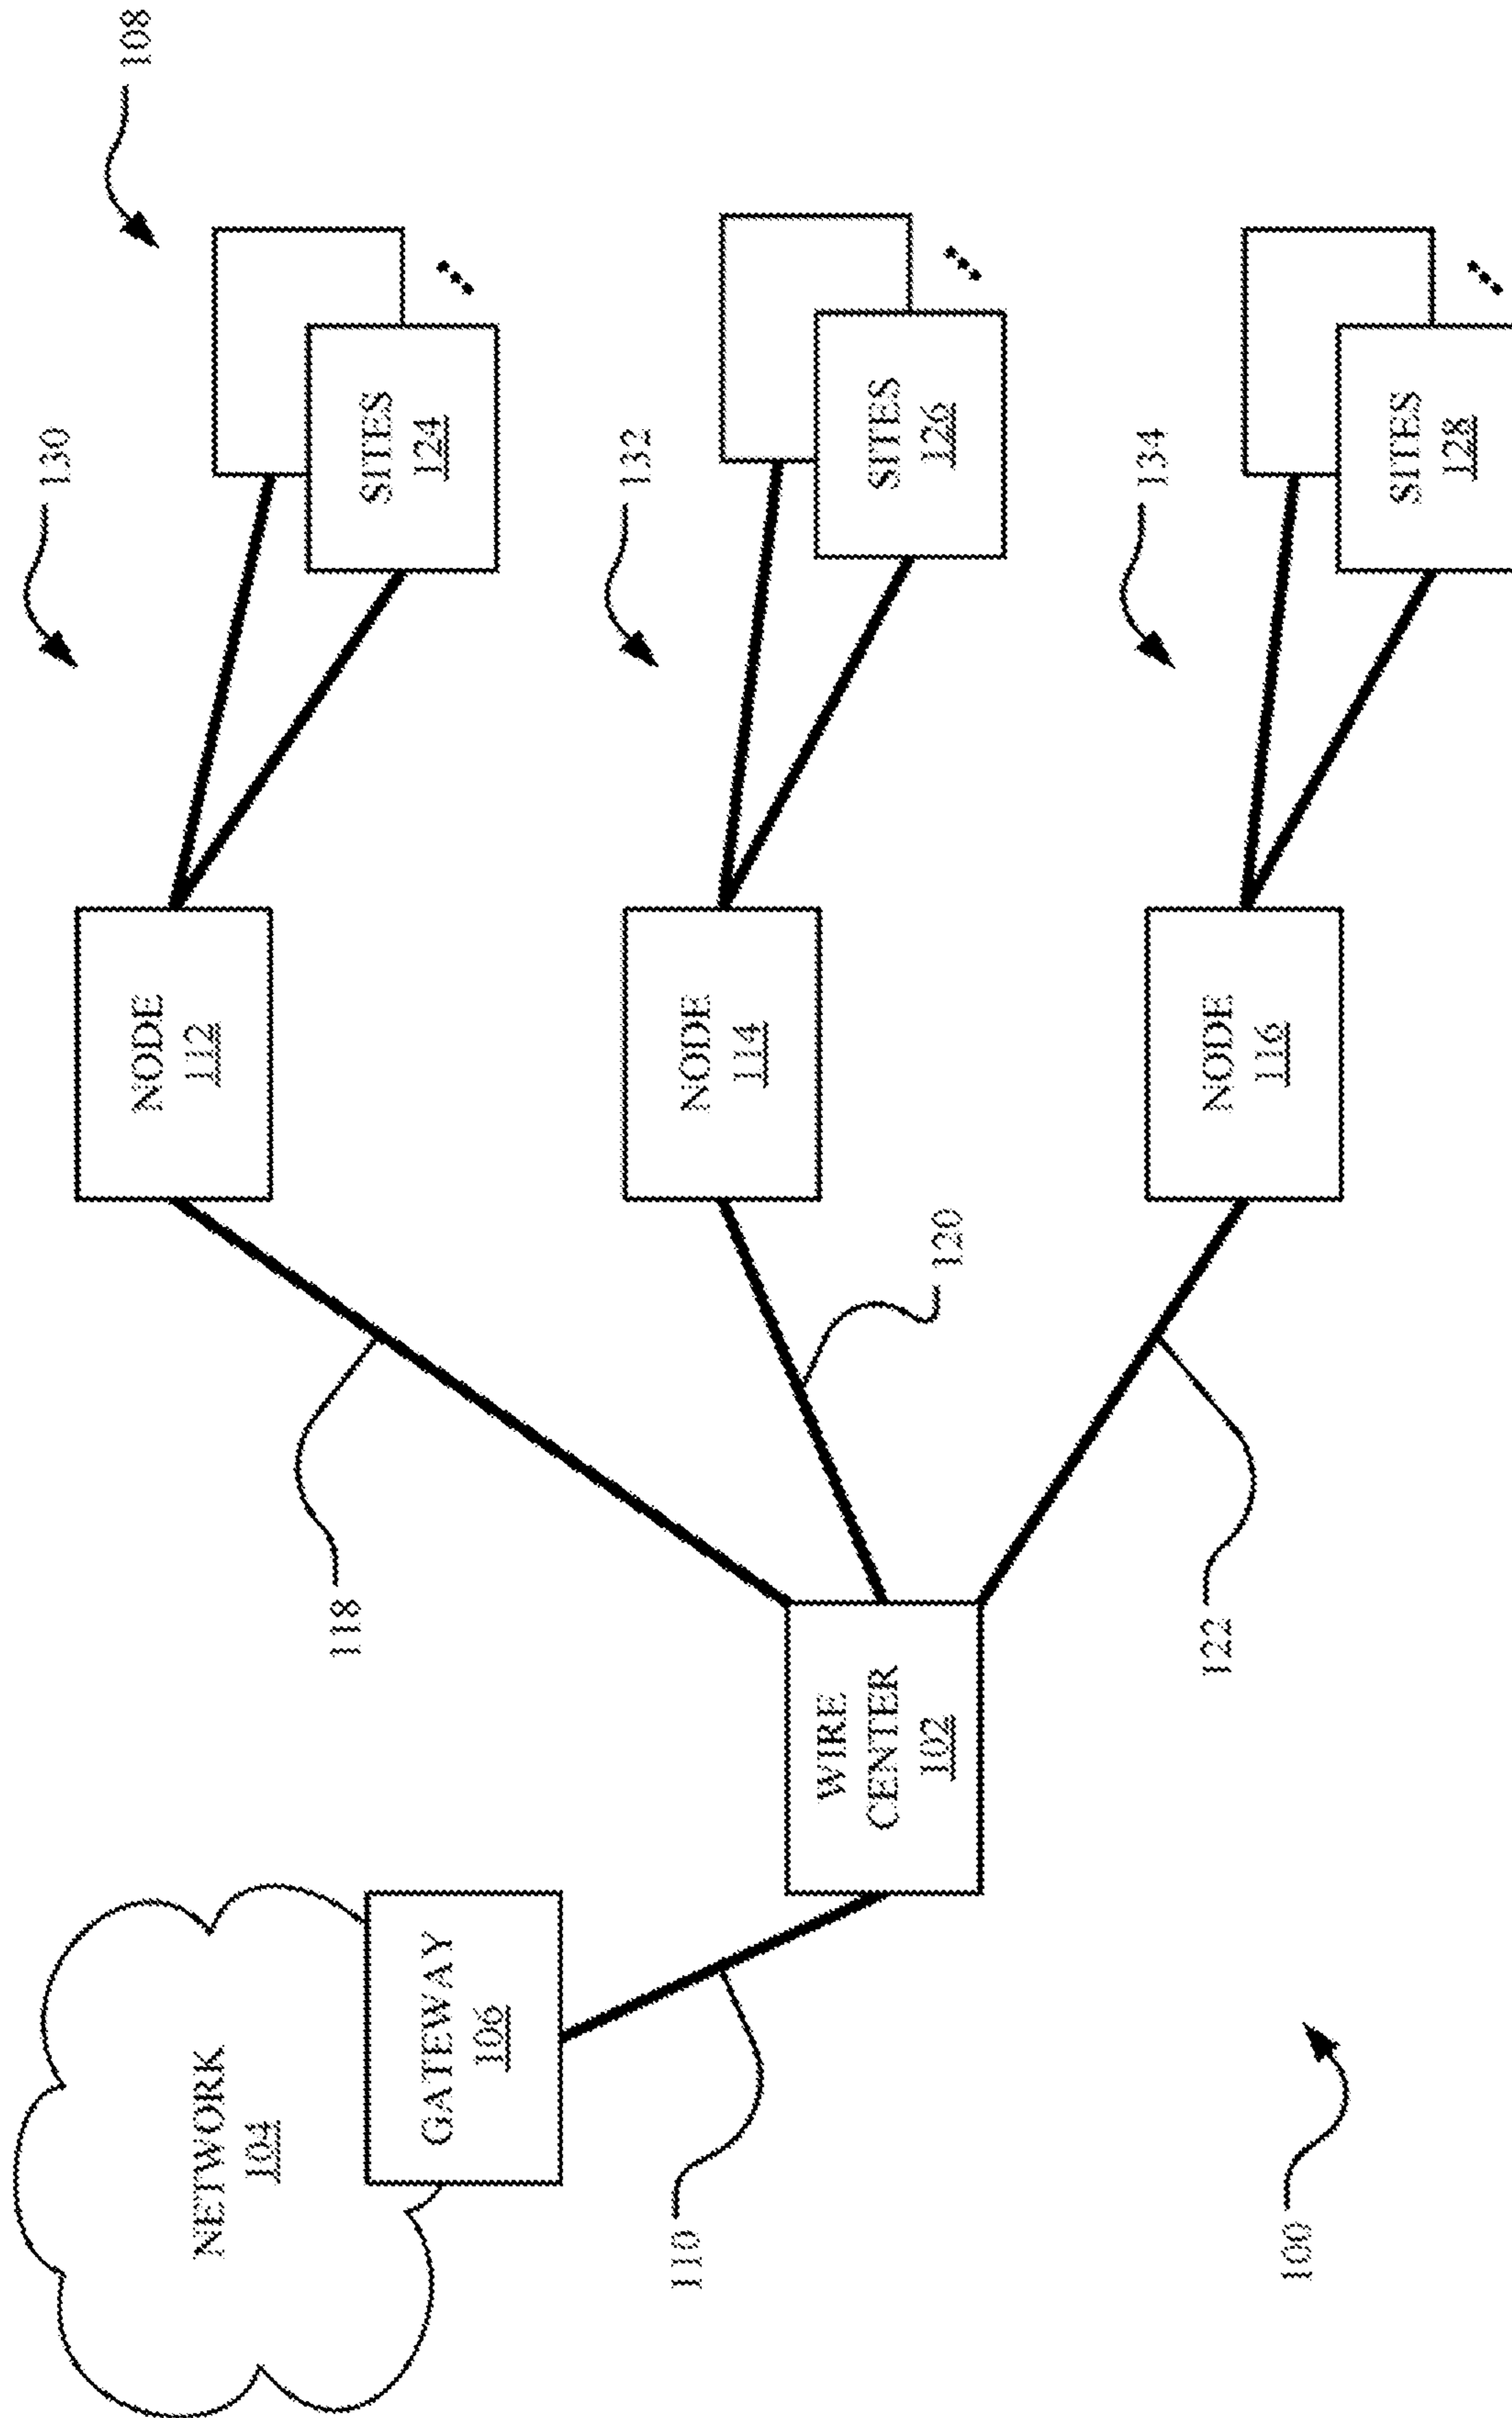 108
130
SITES
124
132
SITES
126
134
SITES
128
NODE
112
NODE
114
NODE
116
118
120
122
WIRE
CENTER
102
NETWORK
104
GATEWAY
106
110
100